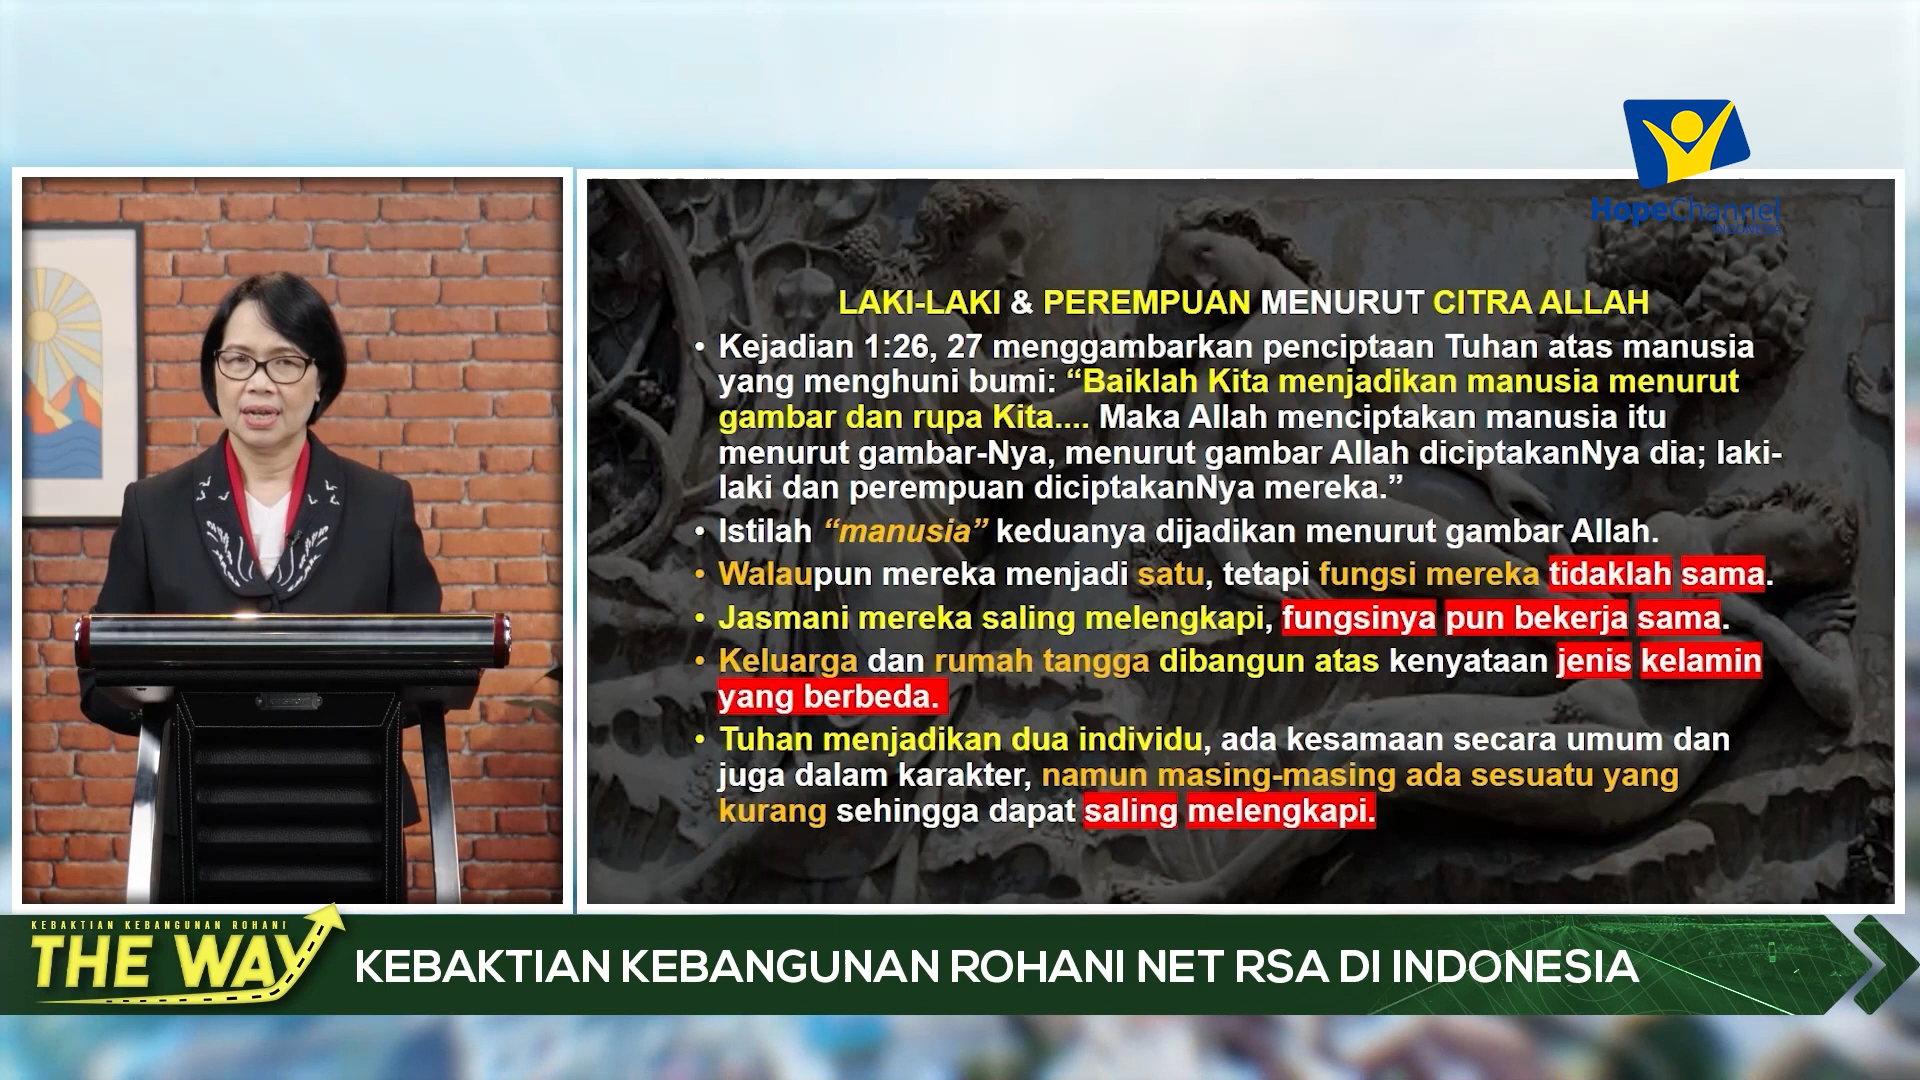 HopeChannel
INDONESIA
LAKI-LAKI & PEREMPUAN MENURUT CITRA ALLAH
• Kejadian 1:26, 27 menggambarkan penciptaan Tuhan atas manusia
yang menghuni bumi: “Baiklah Kita menjadikan manusia menurut
gambar dan rupa Kita.... Maka Allah menciptakan manusia itu
menurut gambar-Nya, menurut gambar Allah diciptakanNya dia; laki-
laki dan perempuan diciptakanNya mereka.”
• Istilah “manusia” keduanya dijadikan menurut gambar Allah.
• Walaupun mereka menjadi satu, tetapi fungsi mereka tidaklah sama.
• Jasmani mereka saling melengkapi, fungsinya pun bekerja sama.
• Keluarga dan rumah tangga dibangun atas kenyataan jenis kelamin
yang berbeda.
• Tuhan menjadikan dua individu, ada kesamaan secara umum dan
juga dalam karakter, namun masing-masing ada sesuatu yang
kurang sehingga dapat saling melengkapi.
KEBAKTIAN KEBANGUNAN ROHANI
THE WAY
KEBAKTIAN KEBANGUNAN ROHANI NET RSA DI INDONESIA